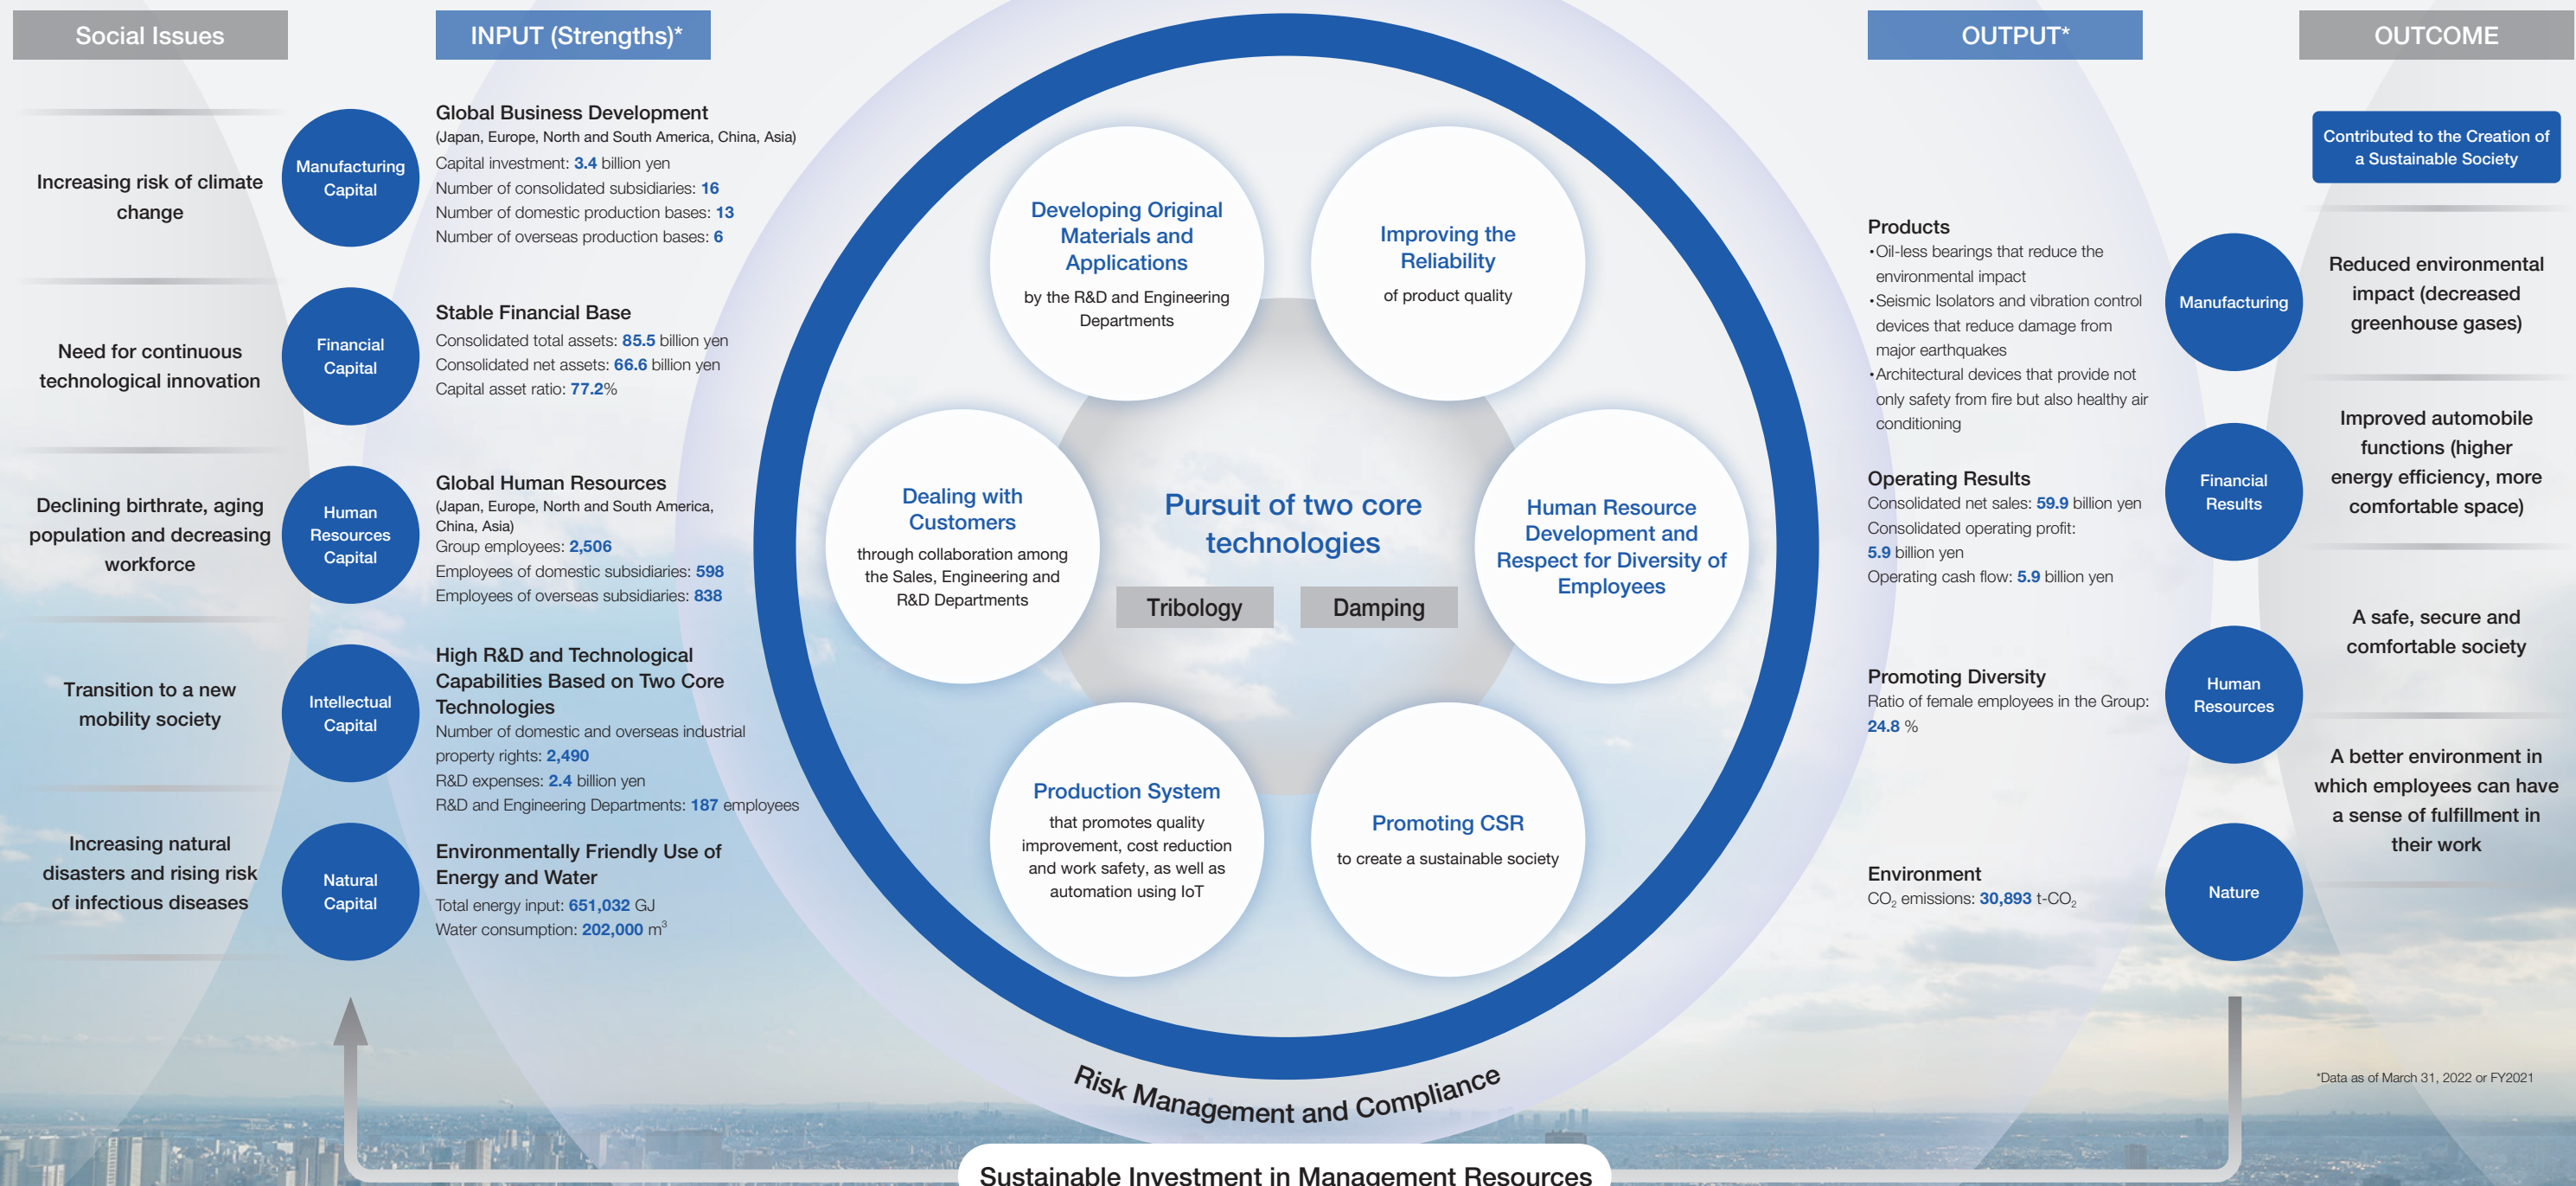 Social Issues
Increasing risk of climate
change
Need for continuous
technological innovation
Declining birthrate, aging
population and decreasing
workforce
Transition to a new
mobility society
Increasing natural
disasters and rising risk
of infectious diseases
INPUT (Strengths)*
Manufacturing
Capital
Global Business Development
(Japan, Europe, North and South America, China, Asia)
Capital investment: 3.4 billion yen
Number of consolidated subsidiaries: 16
Number of domestic production bases: 13
Number of overseas production bases: 6
Financial
Capital
Stable Financial Base
Consolidated total assets: 85.5 billion yen
Consolidated net assets: 66.6 billion yen
Capital asset ratio: 77.2%
Human
Resources
Capital
Global Human Resources
(Japan, Europe, North and South America,
China, Asia)
Group employees: 2,506
Employees of domestic subsidiaries: 598
Employees of overseas subsidiaries: 838
Intellectual
Capital
High R&D and Technological
Capabilities Based on Two Core
Technologies
Number of domestic and overseas industrial
property rights: 2,490
R&D expenses: 2.4 billion yen
R&D and Engineering Departments: 187 employees
Natural
Capital
Environmentally Friendly Use of
Energy and Water
Total energy input: 651,032 GJ
Water consumption: 202,000 m³
Developing Original
Materials and
Applications
by the R&D and Engineering
Departments
Improving the
Reliability
of product quality
Dealing with
Customers
through collaboration among
the Sales, Engineering and
R&D Departments
Pursuit of two core
technologies
Tribology
Damping
Human Resource
Development and
Respect for Diversity of
Employees
Production System
that promotes quality
improvement, cost reduction
and work safety, as well as
automation using IoT
Promoting CSR
to create a sustainable society
Risk Management and Compliance
Sustainable Investment in Management Resources
OUTPUT*
Products
•Oil-less bearings that reduce the
environmental impact
•Seismic Isolators and vibration control
devices that reduce damage from
major earthquakes
•Architectural devices that provide not
only safety from fire but also healthy air
conditioning
Manufacturing
Operating Results
Consolidated net sales: 59.9 billion yen
Consolidated operating profit:
5.9 billion yen
Operating cash flow: 5.9 billion yen
Financial
Results
Promoting Diversity
Ratio of female employees in the Group:
24.8 %
Human
Resources
Environment
CO₂ emissions: 30,893 t-CO₂
Nature
OUTCOME
Contributed to the Creation of
a Sustainable Society
Reduced environmental
impact (decreased
greenhouse gases)
Improved automobile
functions (higher
energy efficiency, more
comfortable space)
A safe, secure and
comfortable society
A better environment in
which employees can have
a sense of fulfillment in
their work
*Data as of March 31, 2022 or FY2021